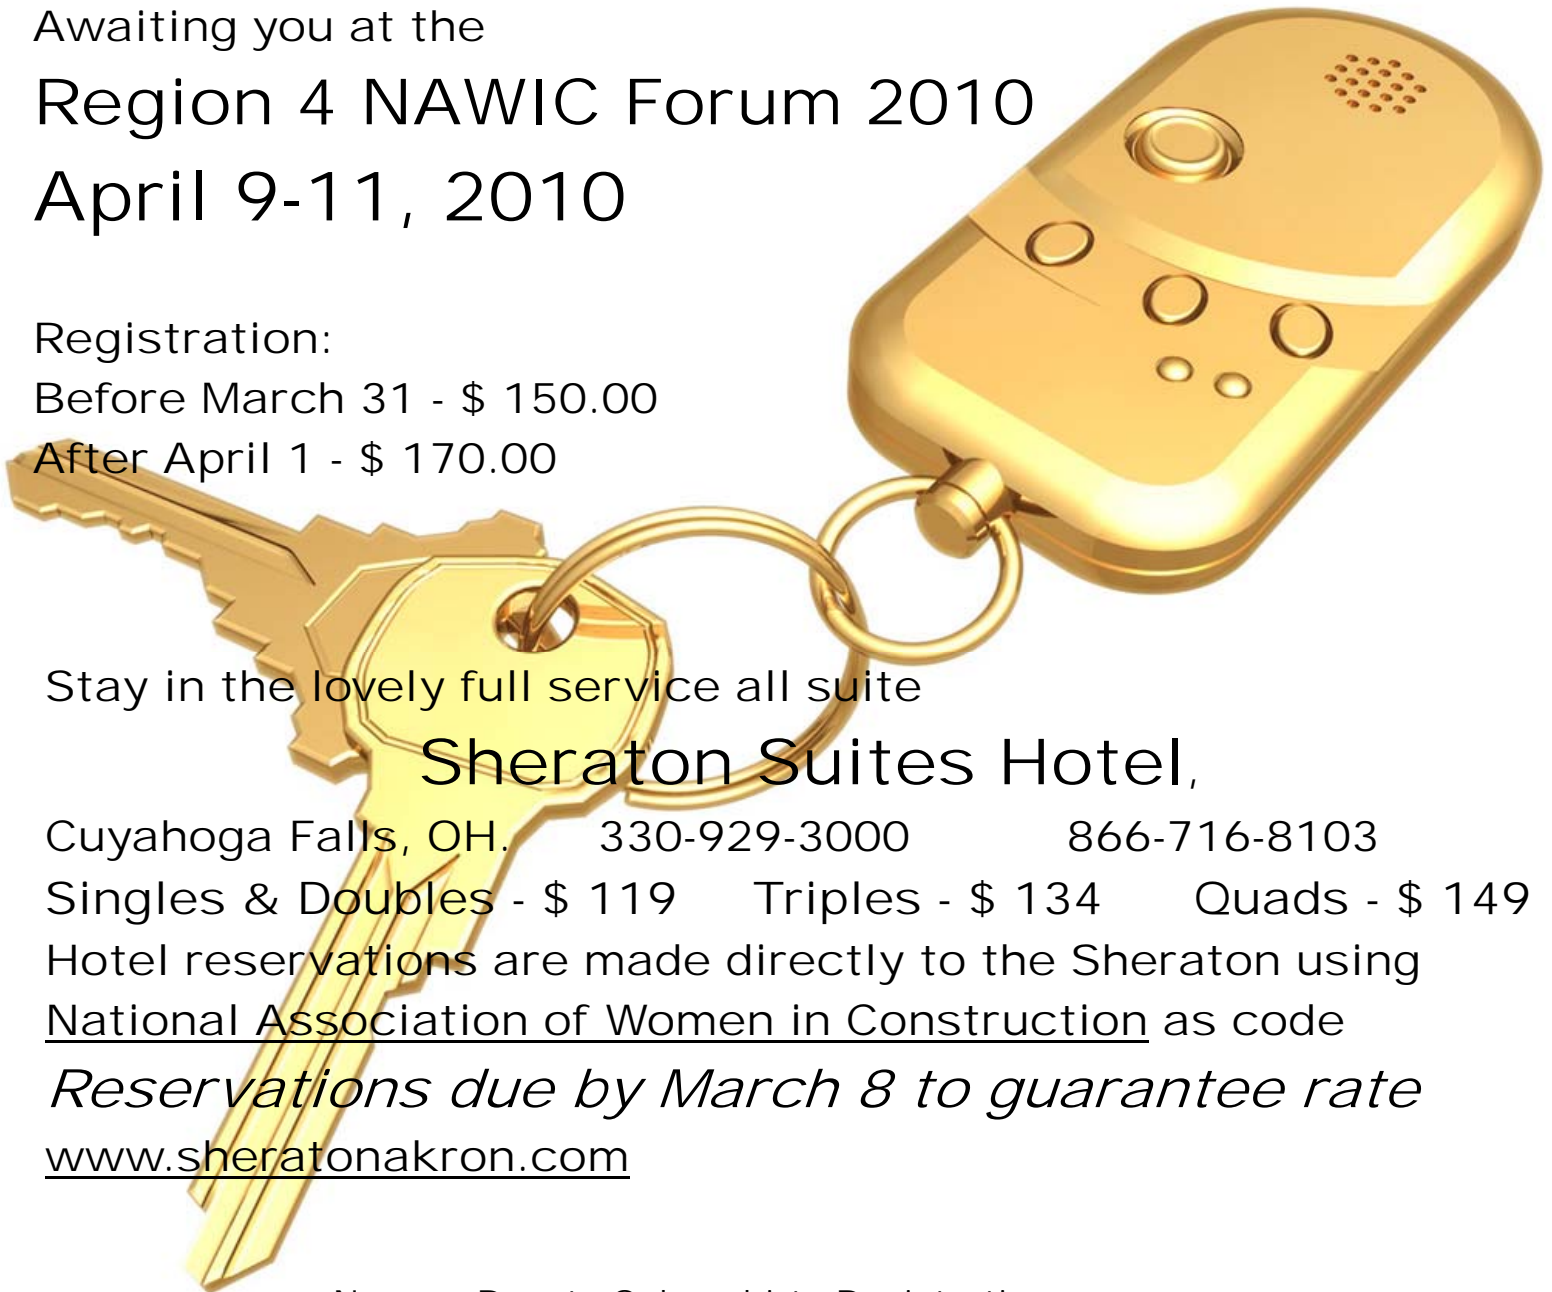 Awaiting you at the
Region 4 NAWIC Forum 2010
April 9-11, 2010
Registration:
Before March 31 - $ 150.00
After April 1 - $ 170.00
Stay in the lovely full service all suite
Sheraton Suites Hotel,
Cuyahoga Falls, OH. 330-929-3000 866-716-8103
Singles & Doubles - $ 119 Triples - $ 134 Quads - $ 149
Hotel reservations are made directly to the Sheraton using
National Association of Women in Construction as code
Reservations due by March 8 to guarantee rate
www.sheratonakron.com